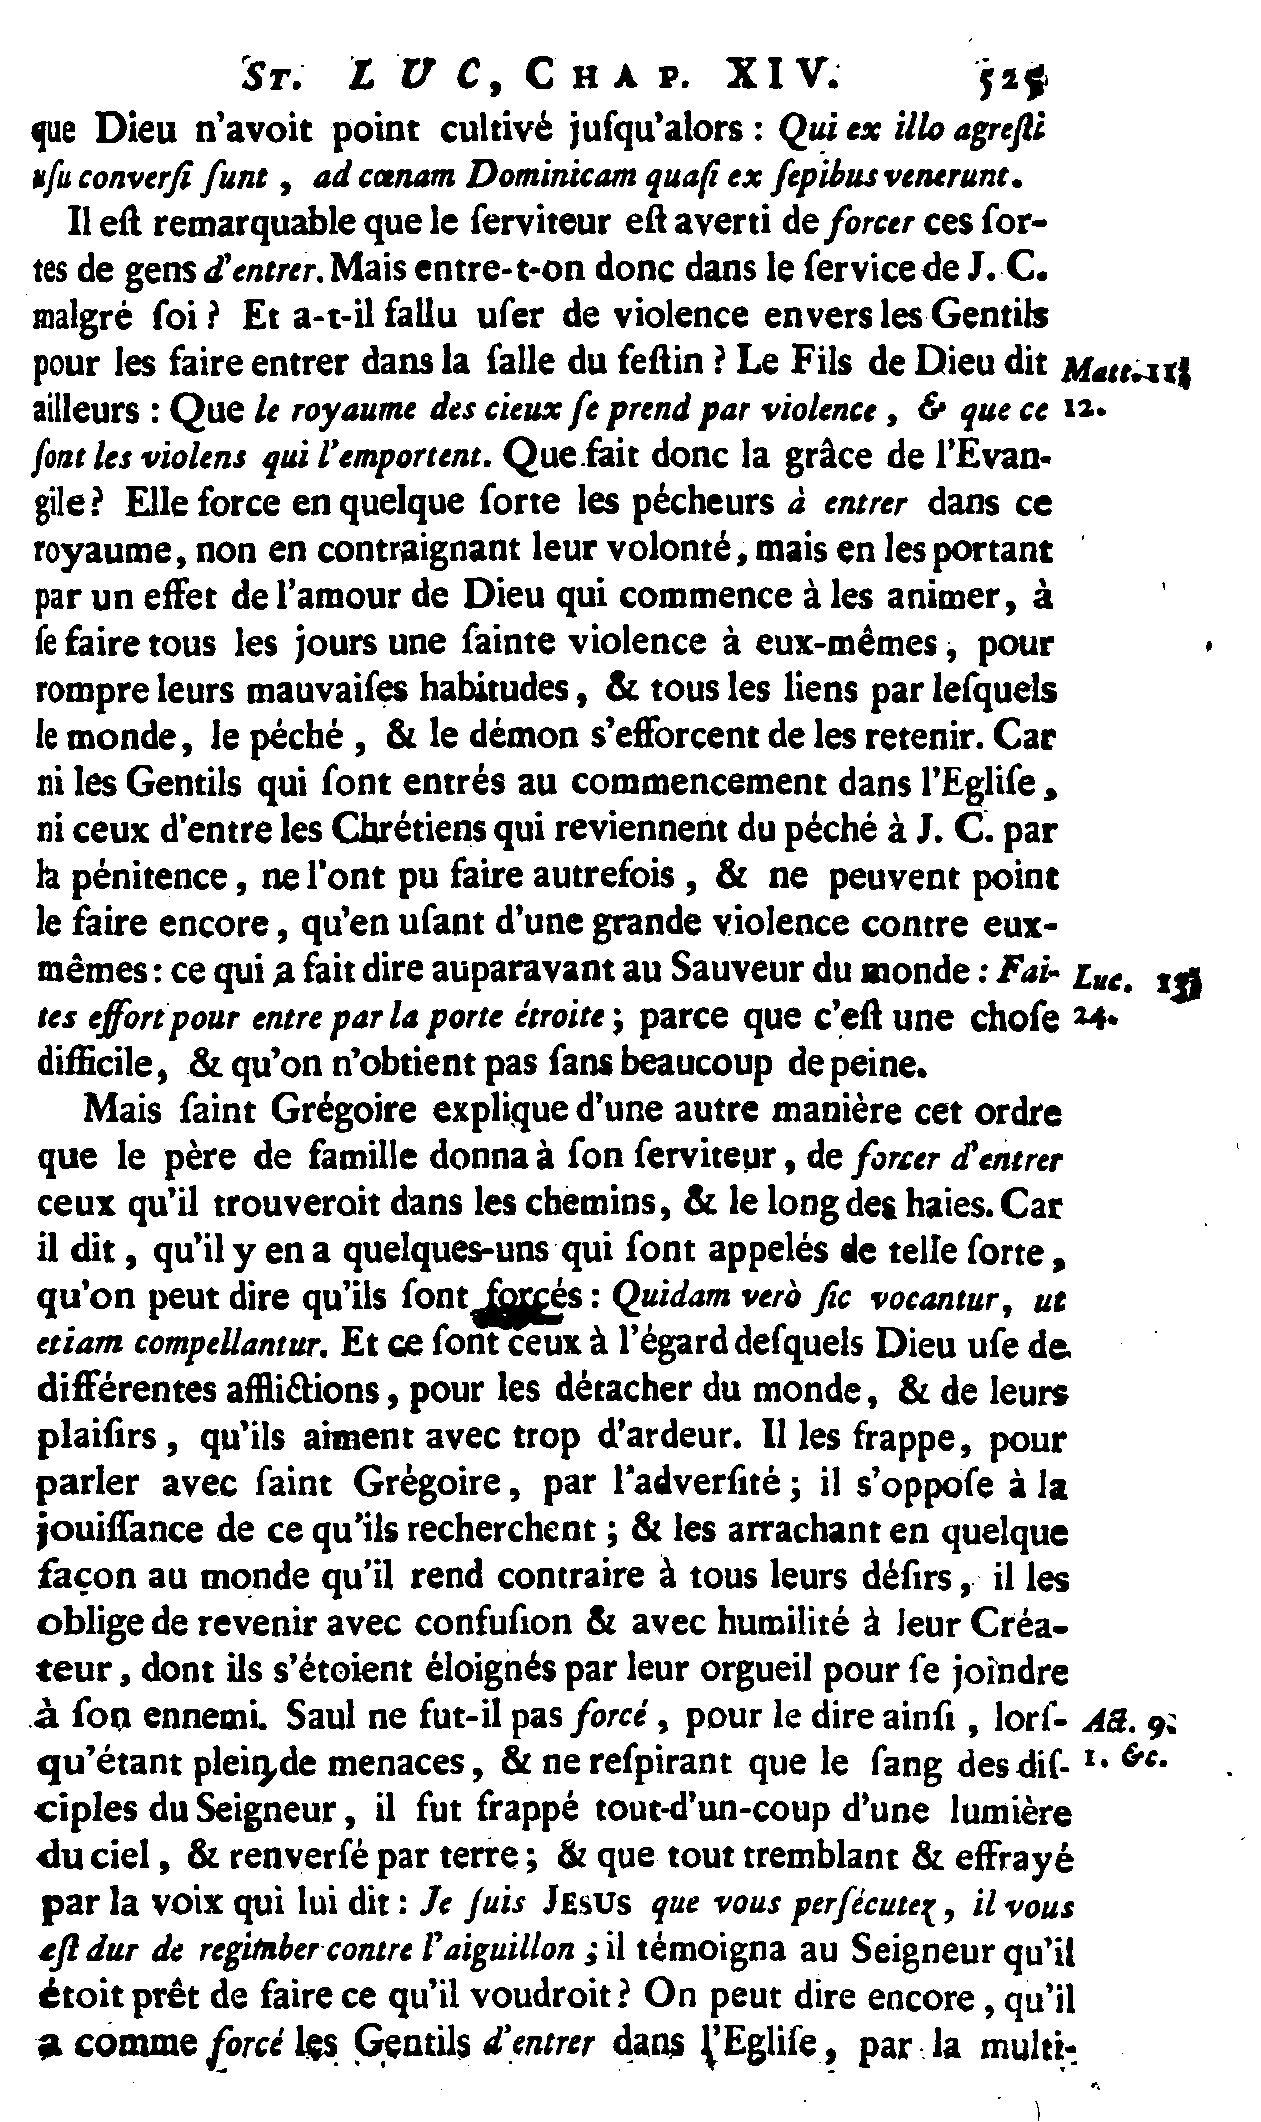 ST. LUC, CHAP. XIV. 525
que Dieu n'avoit point cultivé juſqu'alors : Qui ex illo agreſti
uſu converſi ſunt , ad cœnam Dominicam quaſi ex ſepibus venerunt.
Il eſt remarquable que le ſerviteur eſt averti de forcer ces ſor-
tes de gens d'entrer. Mais entre-t-on donc dans le ſervice de J. C.
malgré ſoi ? Et a-t-il fallu uſer de violence envers les Gentils
pour les faire entrer dans la ſalle du feſtin ? Le Fils de Dieu dit Matt. 11.
ailleurs : Que le royaume des cieux ſe prend par violence , & que ce 12.
ſont les violens qui l'emportent. Que fait donc la grâce de l'Evan-
gile ? Elle force en quelque ſorte les pécheurs à entrer dans ce
royaume, non en contraignant leur volonté, mais en les portant
par un effet de l'amour de Dieu qui commence à les animer, à
ſe faire tous les jours une ſainte violence à eux-mêmes , pour
rompre leurs mauvaiſes habitudes, & tous les liens par leſquels
le monde, le péché , & le démon s'efforcent de les retenir. Car
ni les Gentils qui ſont entrés au commencement dans l'Egliſe ,
ni ceux d'entre les Chrétiens qui reviennent du péché à J. C. par
la pénitence , ne l'ont pu faire autrefois , & ne peuvent point
le faire encore , qu'en uſant d'une grande violence contre eux-
mêmes : ce qui a fait dire auparavant au Sauveur du monde : Fai- Luc. 13.
tes effort pour entre par la porte étroite ; parce que c'eſt une choſe 24.
difficile, & qu'on n'obtient pas ſans beaucoup de peine.
Mais ſaint Grégoire explique d'une autre manière cet ordre
que le père de famille donna à ſon ſerviteur , de forcer d'entrer
ceux qu'il trouveroit dans les chemins, & le long des haies. Car
il dit , qu'il y en a quelques-uns qui ſont appelés de telle ſorte ,
qu'on peut dire qu'ils ſont forcés : Quidam verò ſic vocantur, ut
etiam compellantur. Et ce ſont ceux à l'égard deſquels Dieu uſe de
différentes afflictions , pour les détacher du monde, & de leurs
plaiſirs , qu'ils aiment avec trop d'ardeur. Il les frappe, pour
parler avec ſaint Grégoire, par l'adverſité ; il s'oppoſe à la
jouiſſance de ce qu'ils recherchent ; & les arrachant en quelque
façon au monde qu'il rend contraire à tous leurs déſirs , il les
oblige de revenir avec confuſion & avec humilité à leur Créa-
teur , dont ils s'étoient éloignés par leur orgueil pour ſe joindre
à ſon ennemi. Saul ne fut-il pas forcé , pour le dire ainſi , lorſ- Act. 9.
qu'étant plein de menaces , & ne reſpirant que le ſang des diſ- 1. &c.
ciples du Seigneur , il fut frappé tout-d'un-coup d'une lumière
du ciel , & renverſé par terre ; & que tout tremblant & effrayé
par la voix qui lui dit : Je ſuis JESUS que vous perſécutez , il vous
eſt dur de regimber contre l'aiguillon ; il témoigna au Seigneur qu'il
étoit prêt de faire ce qu'il voudroit ? On peut dire encore , qu'il
a comme forcé les Gentils d'entrer dans l'Egliſe , par la multi-